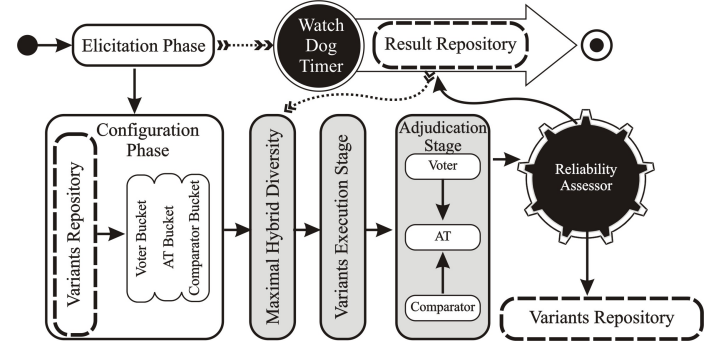 Elicitation Phase
Watch
Dog
Timer
Result Repository
Configuration
Phase
Variants Repository
Voter Bucket
AT Bucket
Comparator Bucket
Maximal Hybrid Diversity
Variants Execution Stage
Adjudication
Stage
Voter
AT
Comparator
Reliability
Assessor
Variants Repository